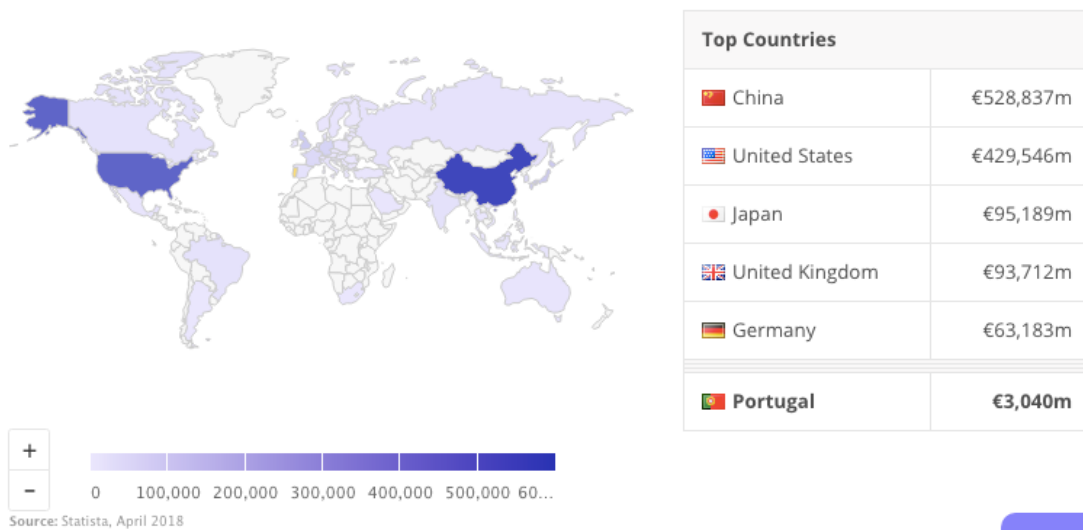 Top Countries
China €528,837m
United States €429,546m
Japan €95,189m
United Kingdom €93,712m
Germany €63,183m
Portugal €3,040m
+
-
0 100,000 200,000 300,000 400,000 500,000 60...
Source: Statista, April 2018